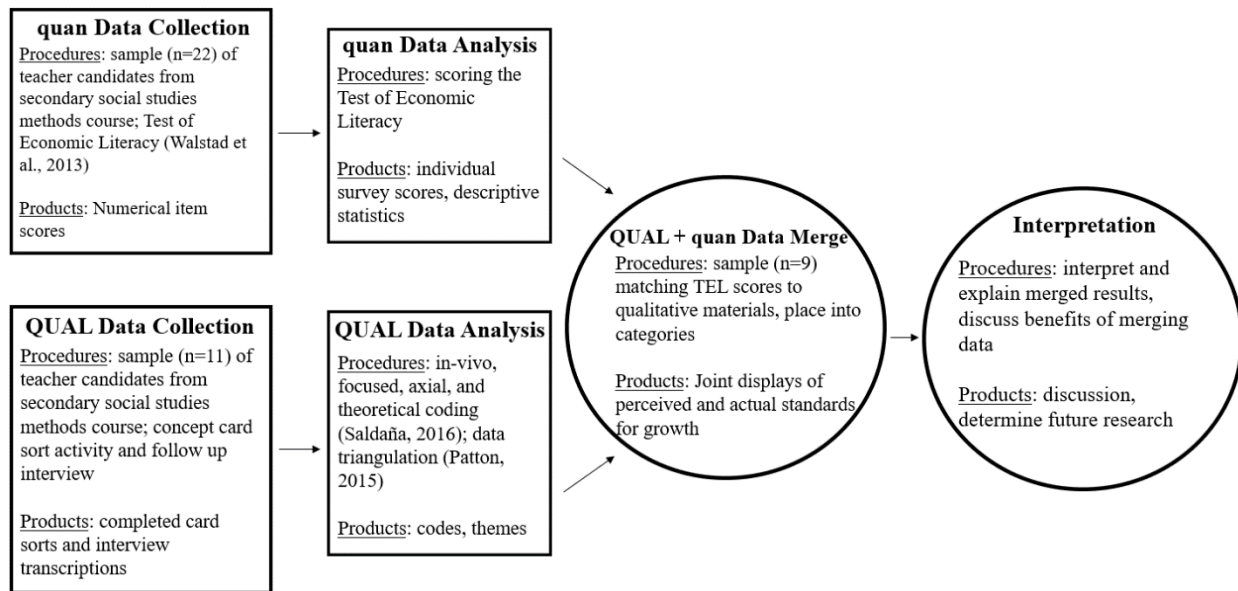 quan Data Collection
Procedures: sample (n=22) of
teacher candidates from
secondary social studies
methods course; Test of
Economic Literacy (Walstad
et al., 2013)
Products: Numerical item
scores
quan Data Analysis
Procedures: scoring the
Test of Economic
Literacy
Products: individual
survey scores, descriptive
statistics
QUAL Data Collection
Procedures: sample (n=11) of
teacher candidates from
secondary social studies
methods course; concept card
sort activity and follow up
interview
Products: completed card
sorts and interview
transcriptions
QUAL Data Analysis
Procedures: in-vivo,
focused, axial, and
theoretical coding
(Saldaña, 2016); data
triangulation (Patton,
2015)
Products: codes, themes
QUAL + quan Data Merge
Procedures: sample (n=9)
matching TEL scores to
qualitative materials, place into
categories
Products: Joint displays of
perceived and actual standards
for growth
Interpretation
Procedures: interpret and
explain merged results,
discuss benefits of merging
data
Products: discussion,
determine future research